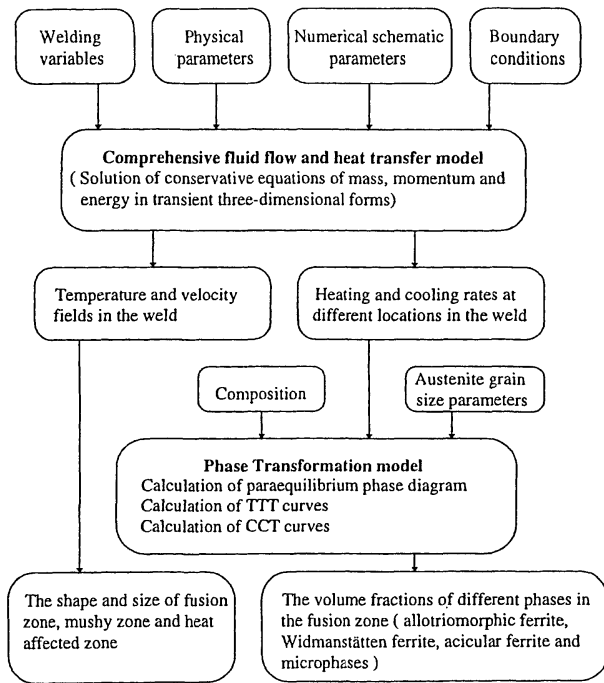 Welding
variables
Physical
parameters
Numerical schematic
parameters
Boundary
conditions
Comprehensive fluid flow and heat transfer model
( Solution of conservative equations of mass, momentum and
energy in transient three-dimensional forms)
Temperature and velocity
fields in the weld
Heating and cooling rates at
different locations in the weld
Composition
Austenite grain
size parameters
Phase Transformation model
Calculation of paraequilibrium phase diagram
Calculation of TTT curves
Calculation of CCT curves
The shape and size of fusion
zone, mushy zone and heat
affected zone
The volume fractions of different phases in
the fusion zone ( allotriomorphic ferrite,
Widmanstätten ferrite, acicular ferrite and
microphases )